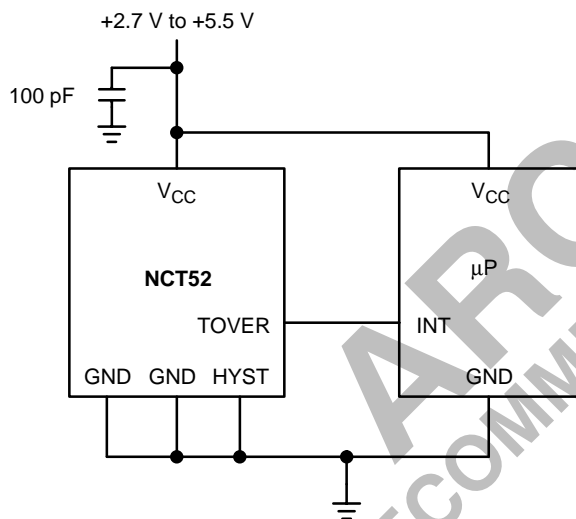 +2.7 V to +5.5 V
100 pF
VCC
VCC
NCT52
μP
TOVER
INT
GND GND HYST
GND